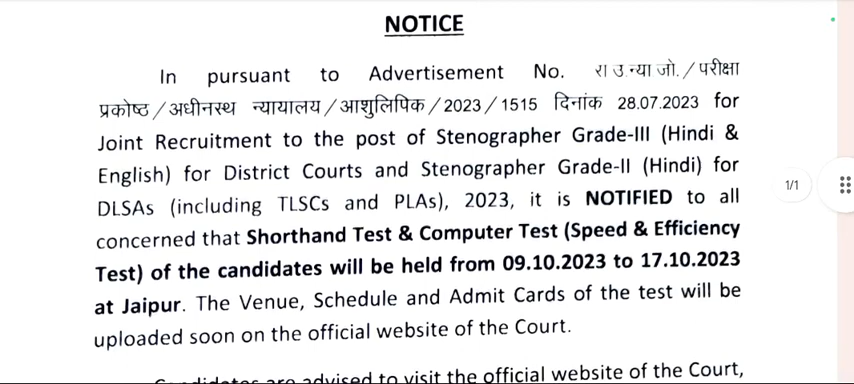 NOTICE
In pursuant to Advertisement No. रा.उ.न्या.जो./परीक्षा
प्रकोष्ठ/अधीनस्थ न्यायालय/आशुलिपिक/2023/1515 दिनांक 28.07.2023 for
Joint Recruitment to the post of Stenographer Grade-III (Hindi &
English) for District Courts and Stenographer Grade-II (Hindi) for
DLSAs (including TLSCs and PLAs), 2023, it is NOTIFIED to all
concerned that Shorthand Test & Computer Test (Speed & Efficiency
Test) of the candidates will be held from 09.10.2023 to 17.10.2023
at Jaipur. The Venue, Schedule and Admit Cards of the test will be
uploaded soon on the official website of the Court.
Candidates are advised to visit the official website of the Court,
1/1